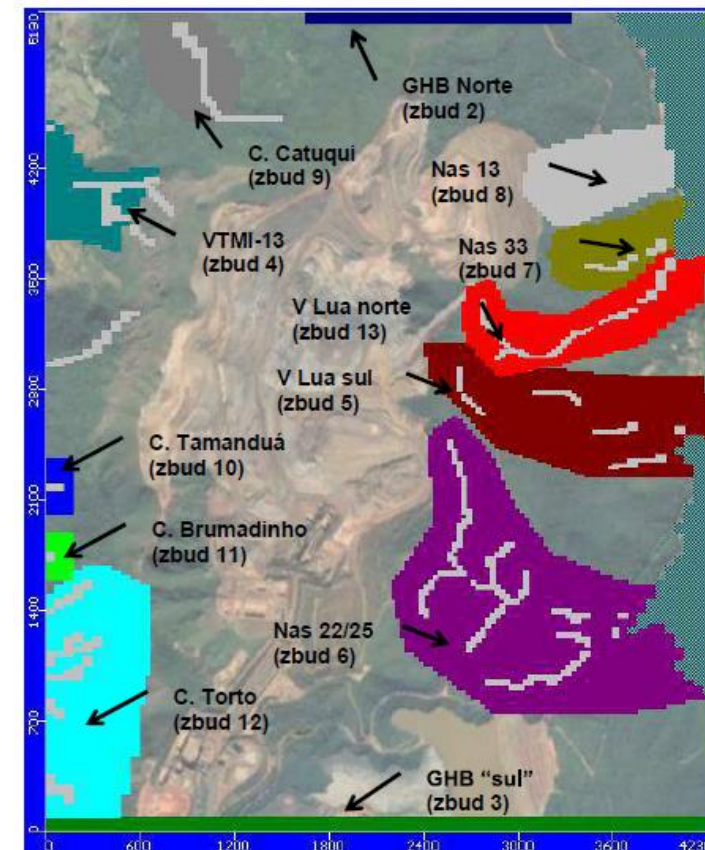 5190
GHB Norte
(zbud 2)
C. Catuqui
(zbud 9)
4200
Nas 13
(zbud 8)
VTMI-13
(zbud 4)
Nas 33
(zbud 7)
3500
V Lua norte
(zbud 13)
2800
V Lua sul
(zbud 5)
C. Tamanduá
(zbud 10)
2100
C. Brumadinho
(zbud 11)
1400
Nas 22/25
(zbud 6)
C. Torto
(zbud 12)
700
GHB “sul”
(zbud 3)
0
0 600 1200 1800 2400 3000 3600 423